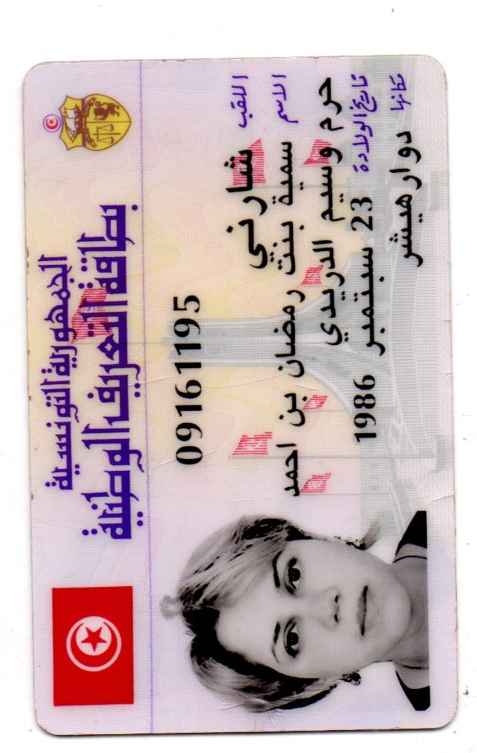 الجمهورية التونسية
بطاقة التعريف الوطنية
09161195
اللقب شارني
الاسم سمية بنت رمضان بن احمد
حرم وسيم الدريدي
تاريخ الولادة 23 سبتمبر 1986
مكانها دوار هيشر